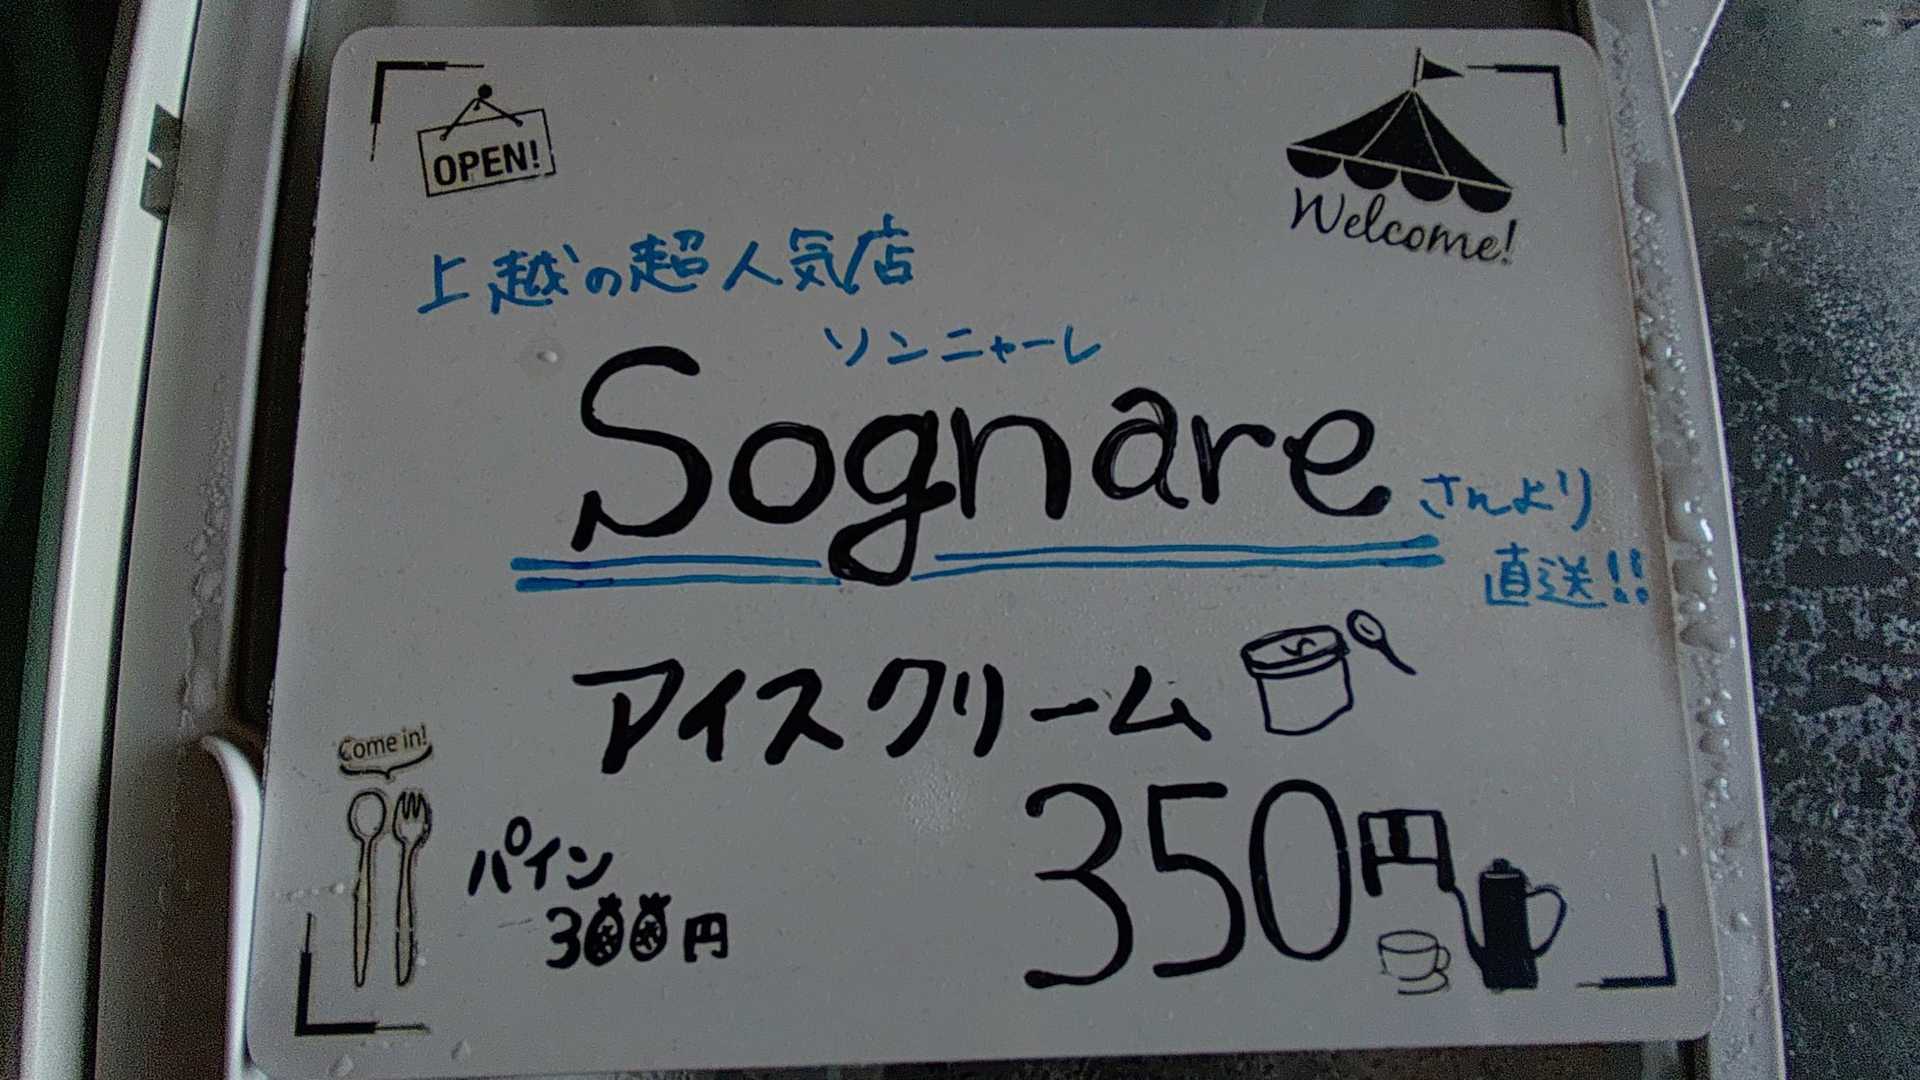 OPEN!
Welcome!
上越の超人気店
ソンニャーレ
Sognare
さんより
直送!!
アイスクリーム
Come in!
350円
パイン
300円